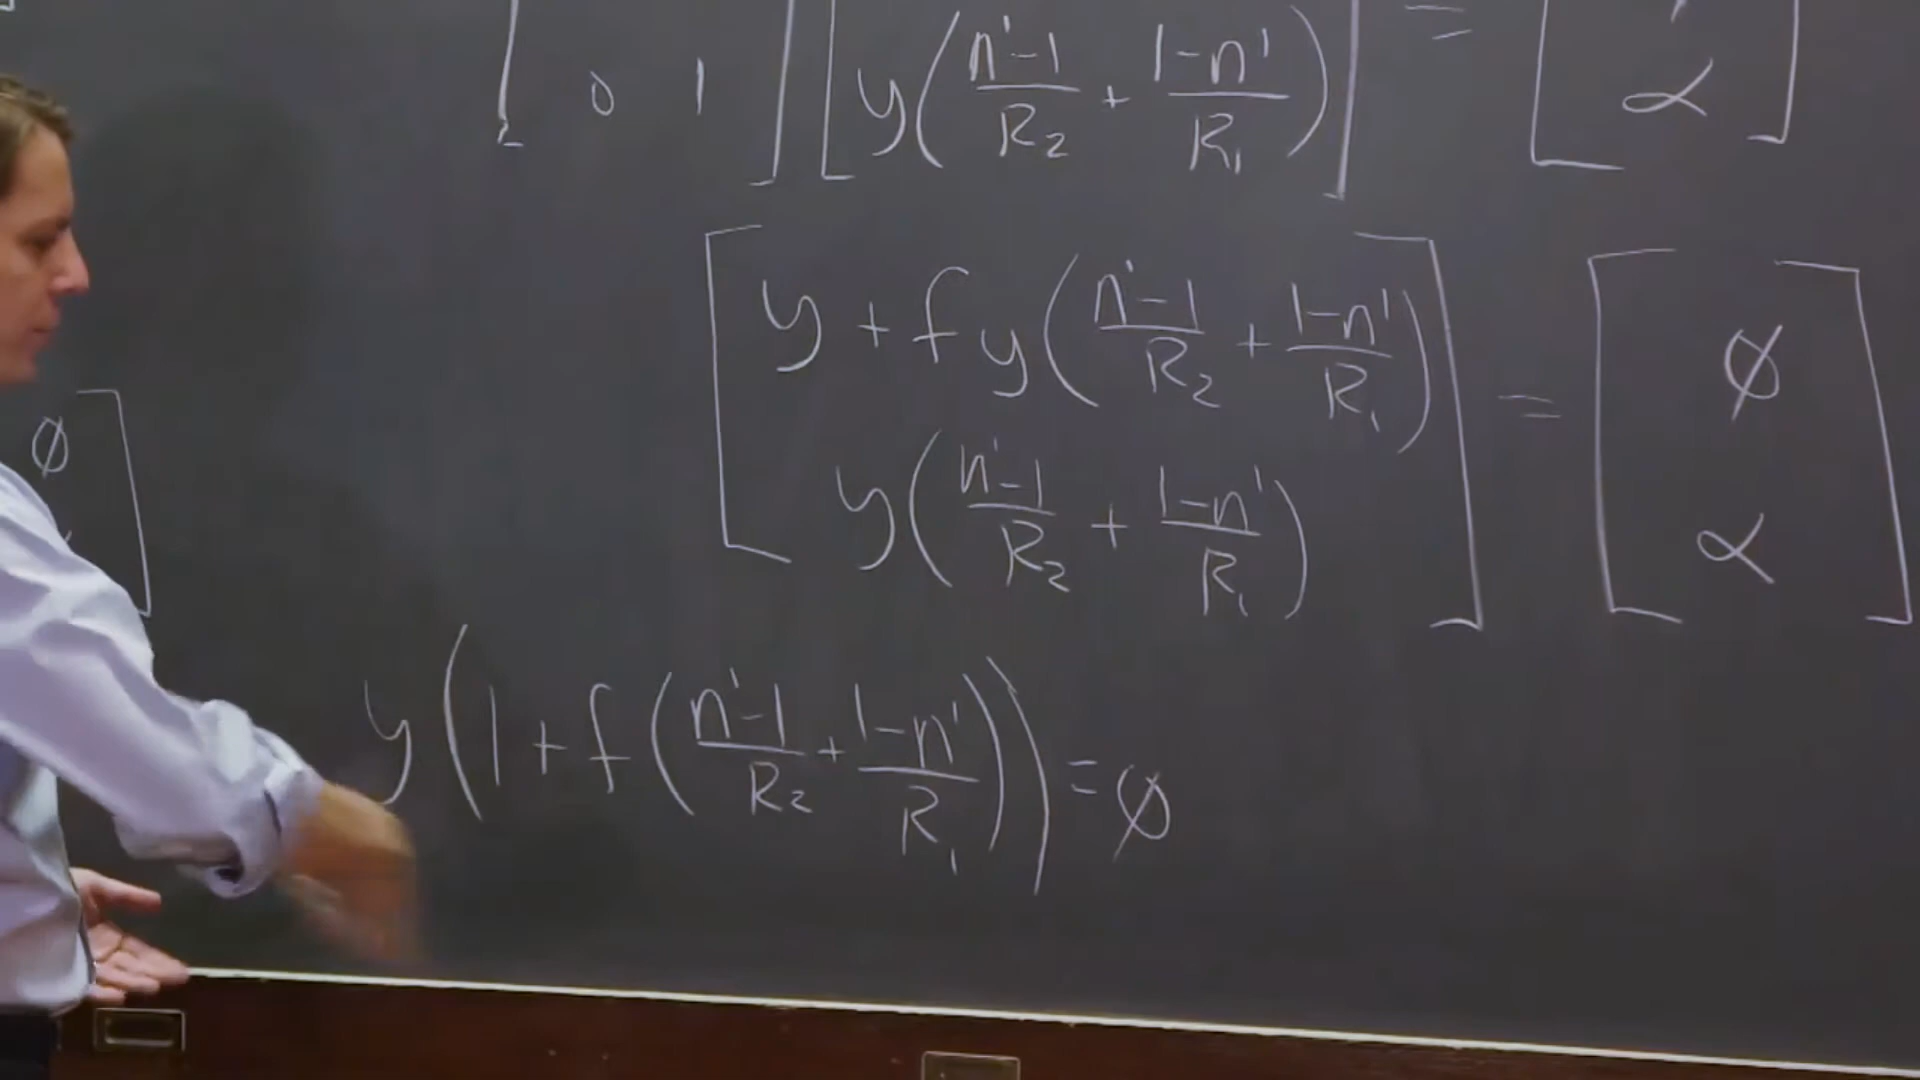 [0 1] [y((n'-1)/R₂ + (1-n')/R₁)] = [α]
[y + fy((n'-1)/R₂ + (1-n')/R₁)] = [∅]
[y((n'-1)/R₂ + (1-n')/R₁)] [α]
∅
y(1 + f((n'-1)/R₂ + (1-n')/R₁)) = ∅